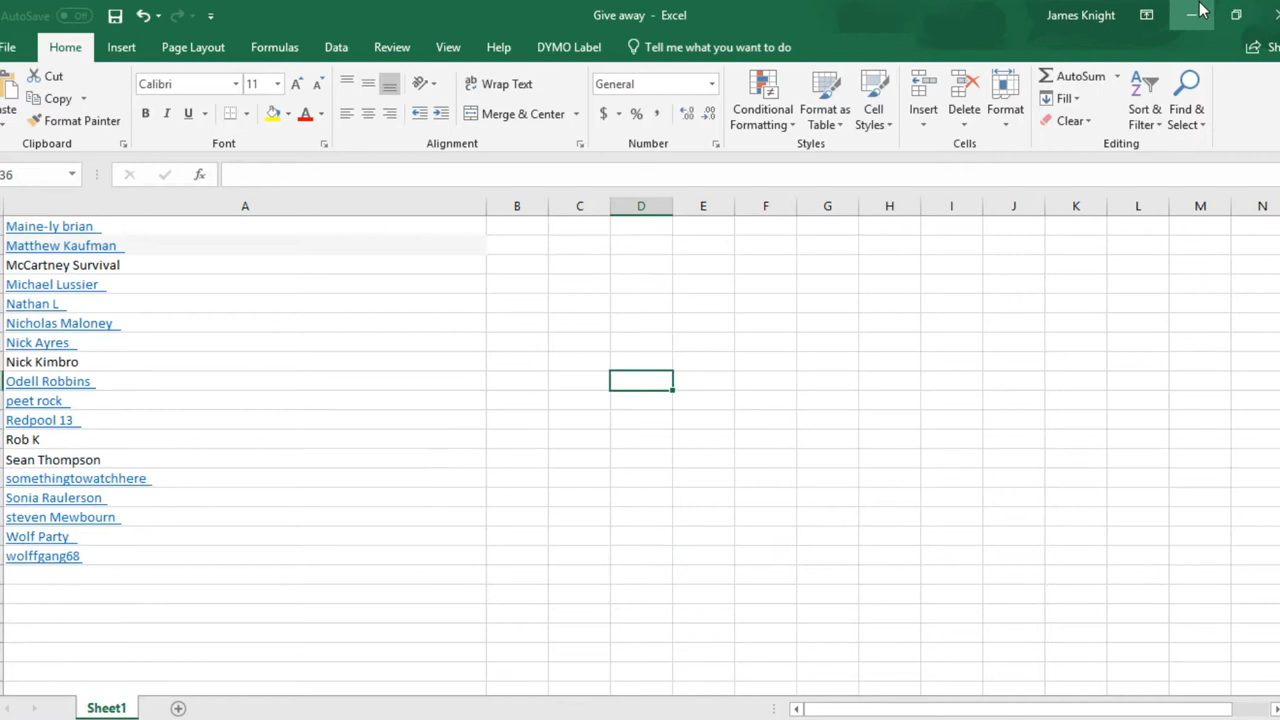 AutoSave Off Give away - Excel James Knight
File Home Insert Page Layout Formulas Data Review View Help DYMO Label Tell me what you want to do Sh
Cut
Copy
Format Painter
Clipboard
Calibri 11
B I U
Font
Wrap Text
Merge & Center
Alignment
General
$ % ,
Number
Conditional Formatting
Format as Table
Cell Styles
Styles
Insert
Delete
Format
Cells
AutoSum
Fill
Clear
Sort & Filter
Find & Select
Editing
36 fx
A B C D E F G H I J K L M N
Maine-ly brian
Matthew Kaufman
McCartney Survival
Michael Lussier
Nathan L
Nicholas Maloney
Nick Ayres
Nick Kimbro
Odell Robbins
peet rock
Redpool 13
Rob K
Sean Thompson
somethingtowatchhere
Sonia Raulerson
steven Mewbourn
Wolf Party
wolffgang68
Sheet1